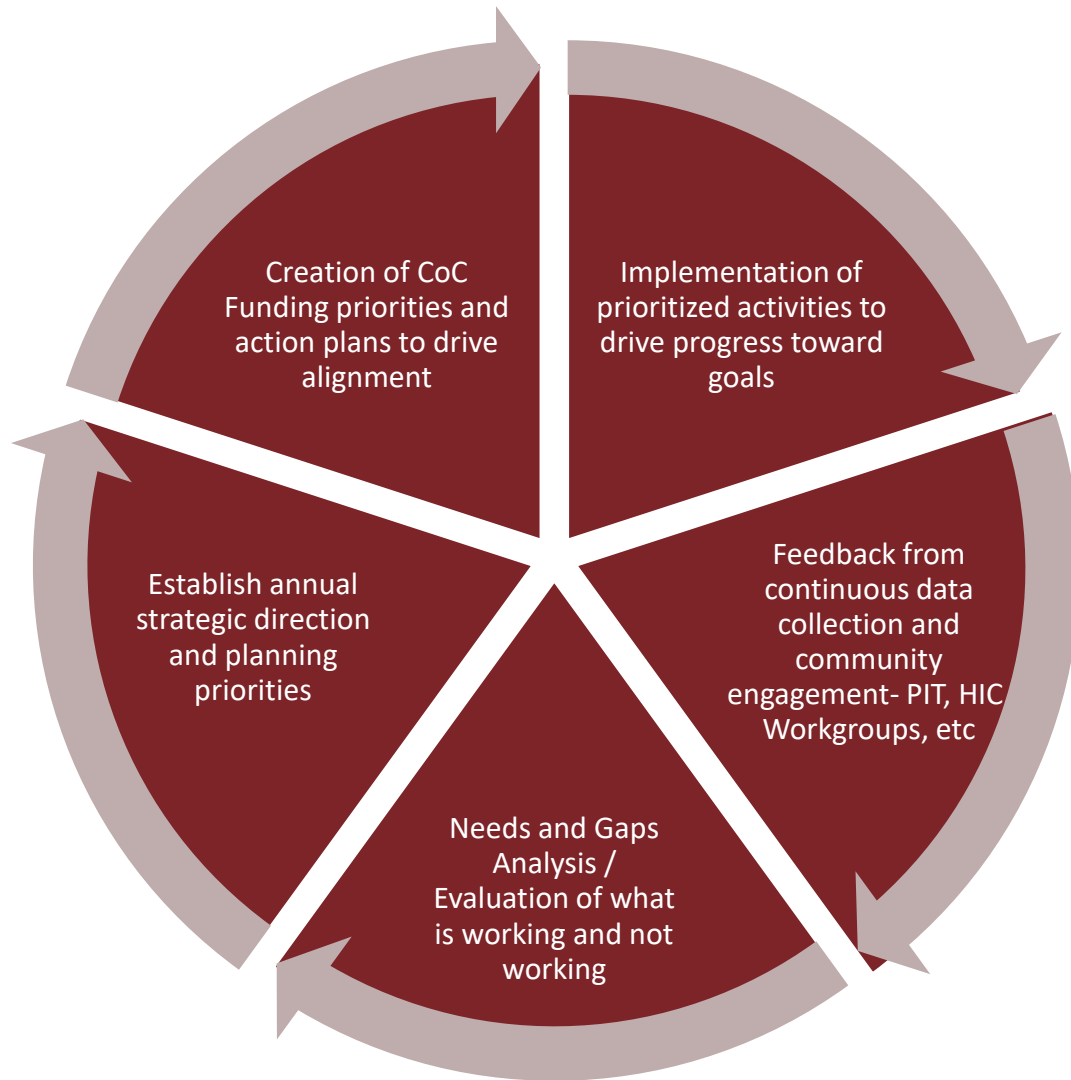 Creation of CoC
Funding priorities and
action plans to drive
alignment
Implementation of
prioritized activities to
drive progress toward
goals
Feedback from
continuous data
collection and
community
engagement- PIT, HIC
Workgroups, etc
Needs and Gaps
Analysis /
Evaluation of what
is working and not
working
Establish annual
strategic direction
and planning
priorities